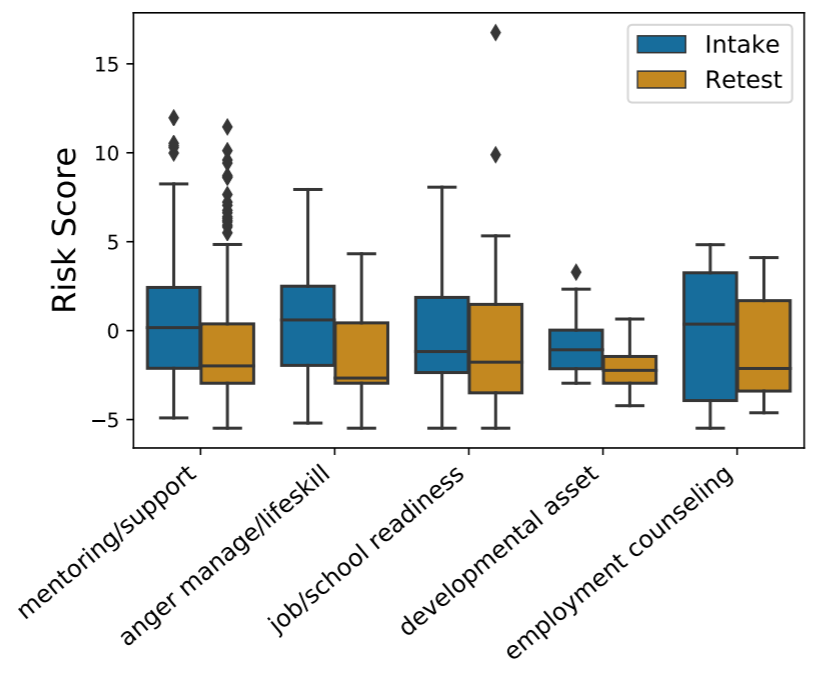 Intake
Retest
Risk Score
15
10
5
0
−5
mentoring/support
anger manage/lifeskill
job/school readiness
developmental asset
employment counseling